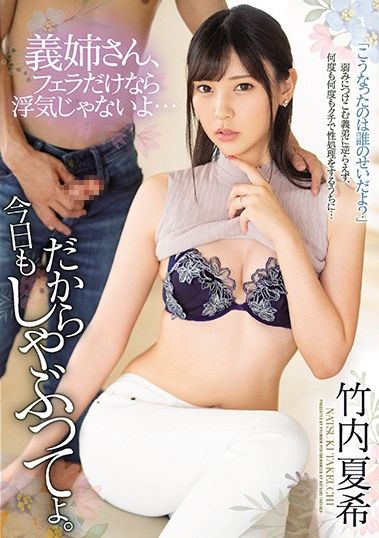 「こうなったのは誰のせいだよ?」
弱みにつけこむ義弟に逆らえず、
何度も何度もクチで性処理をするうちに…
義姉さん、
フェラだけなら
浮気じゃないよ…
だから
今日も
しゃぶってよ。
竹内夏希
NATSUKI TAKEUCHI